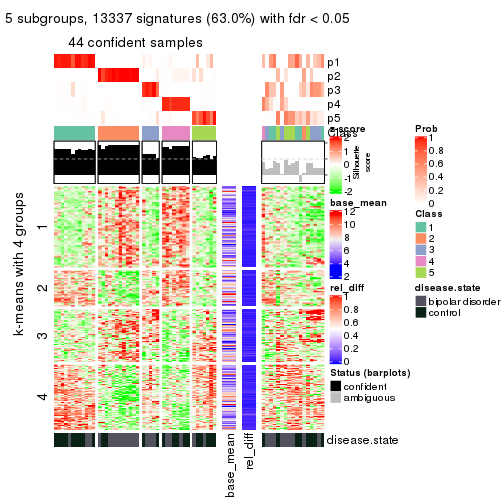 5 subgroups, 13337 signatures (63.0%) with fdr < 0.05
44 confident samples
p1
p2
p3
p4
p5
Class
Silhouette
score
k-means with 4 groups
1
2
3
4
base_mean
rel_diff
disease.state
z-score
2
1
0
-1
-2
base_mean
12
10
8
6
4
2
rel_diff
1
0.8
0.6
0.4
0.2
0
Status (barplots)
confident
ambiguous
Prob
1
0.8
0.6
0.4
0.2
0
Class
1
2
3
4
5
disease.state
bipolar disorder
control